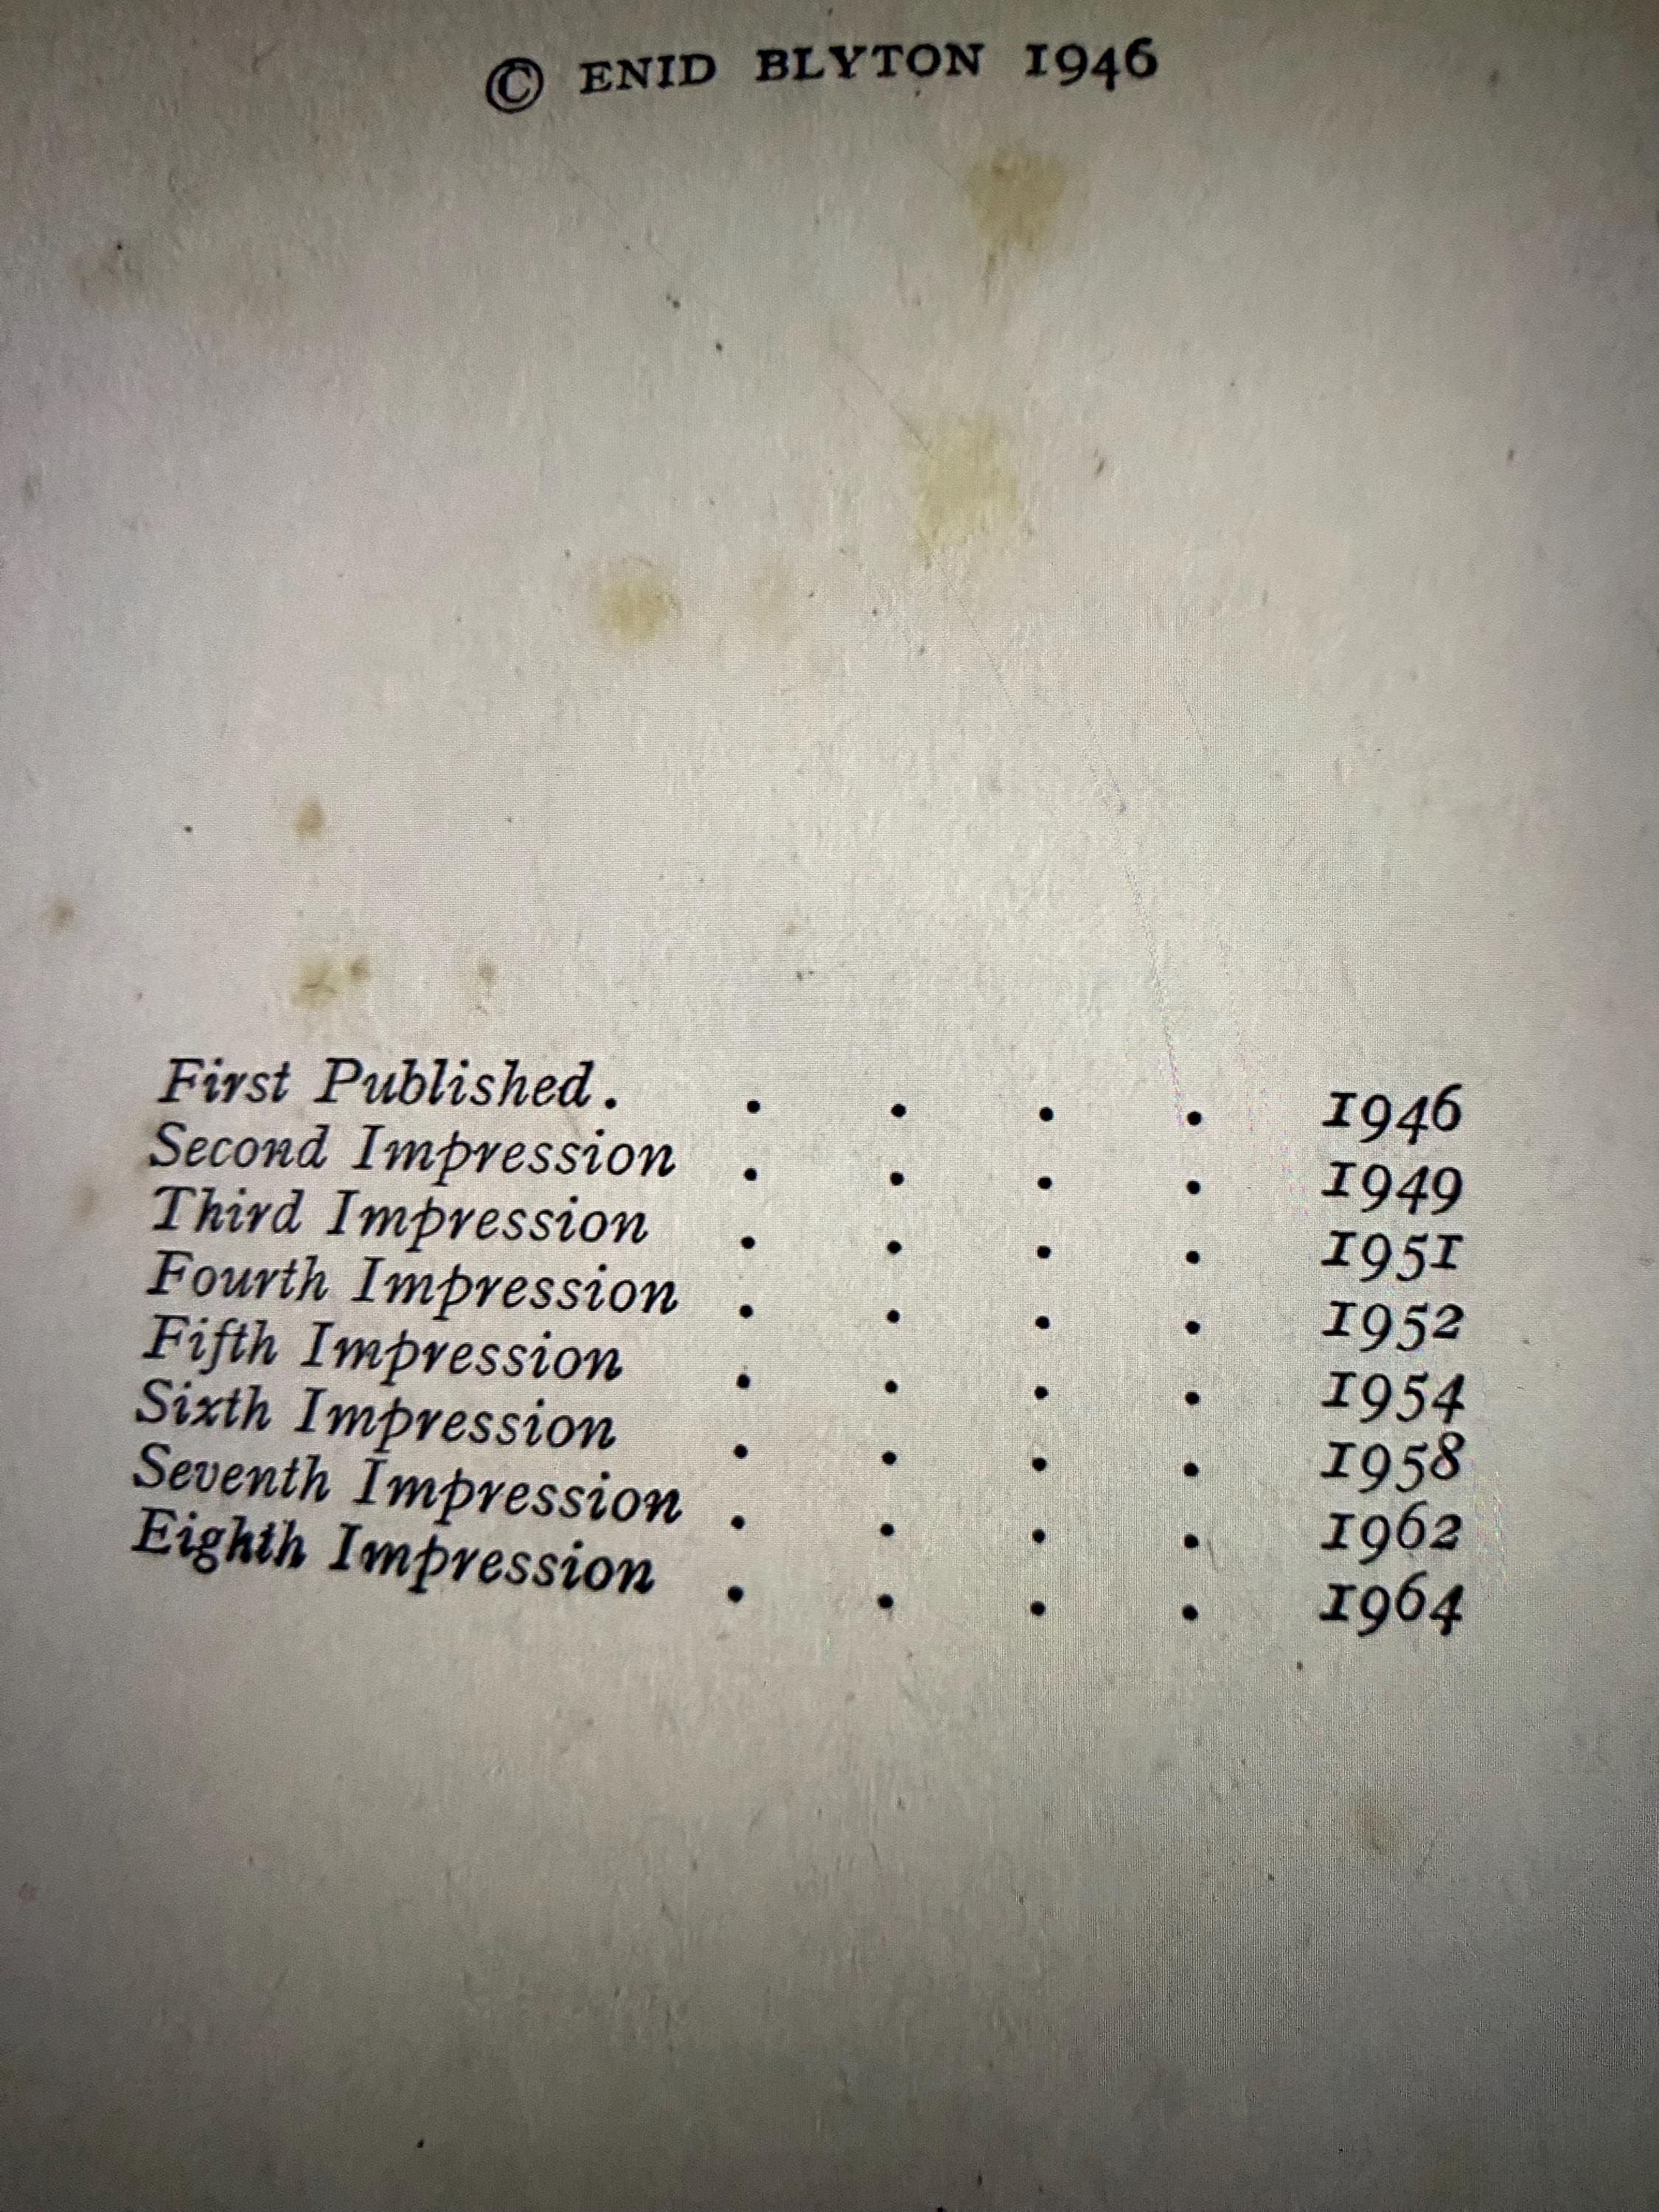 © ENID BLYTON 1946
First Published . . . . . 1946
Second Impression . . . . 1949
Third Impression . . . . 1951
Fourth Impression . . . . 1952
Fifth Impression . . . . 1954
Sixth Impression . . . . 1958
Seventh Impression . . . . 1962
Eighth Impression . . . . 1964